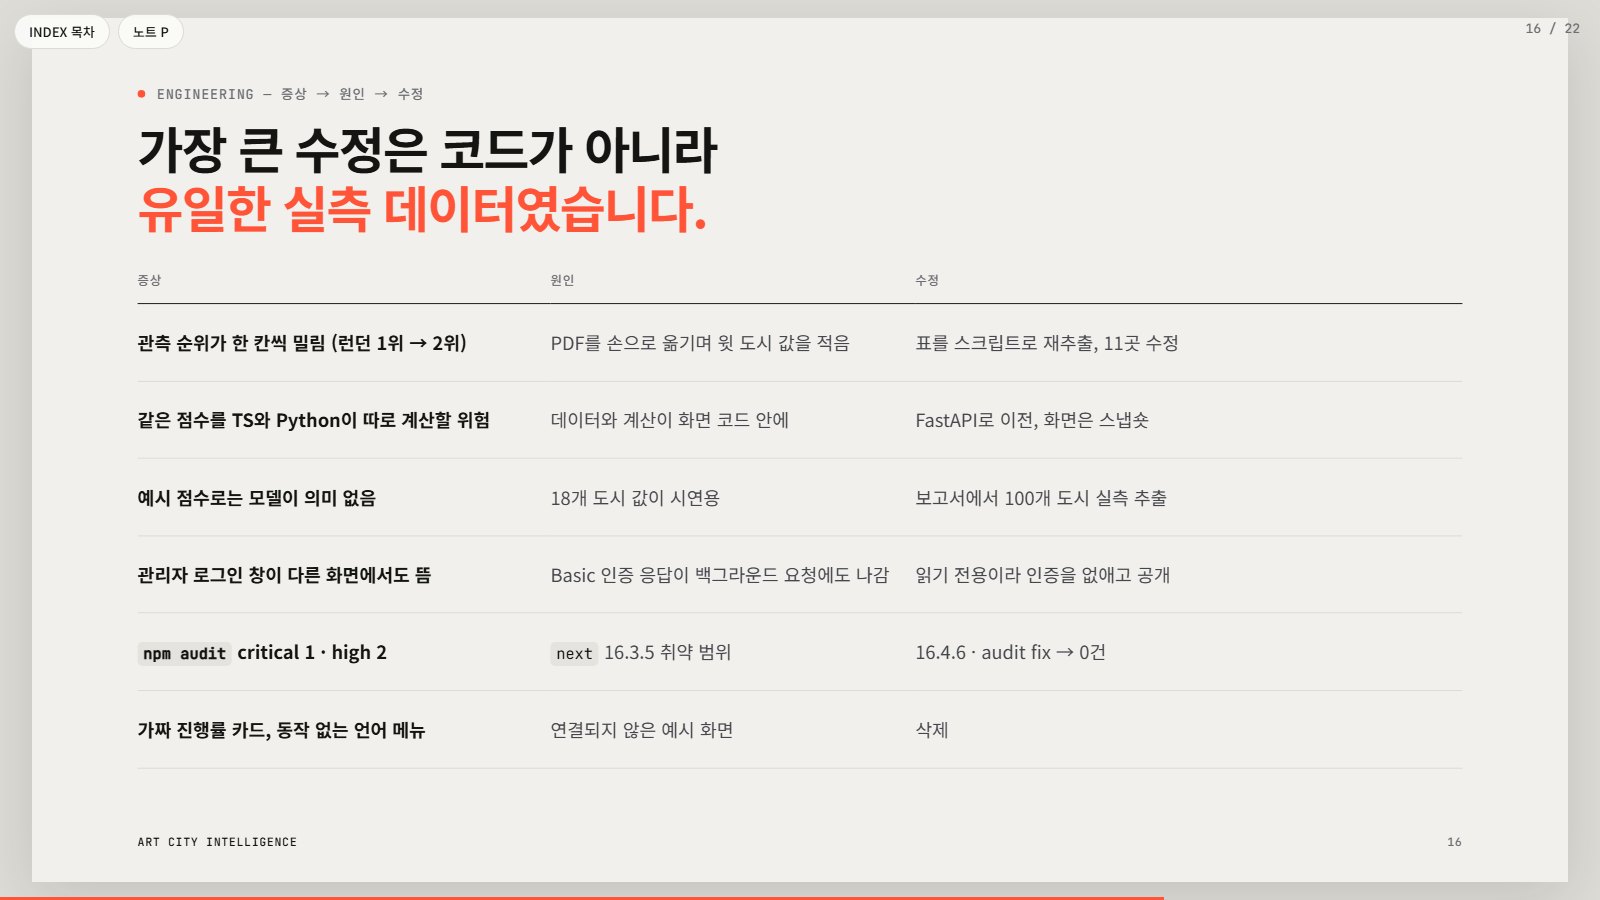 INDEX 목차
노트 P
16 / 22
ENGINEERING — 증상 → 원인 → 수정
가장 큰 수정은 코드가 아니라
유일한 실측 데이터였습니다.
증상 원인 수정
관측 순위가 한 칸씩 밀림 (런던 1위 → 2위) PDF를 손으로 옮기며 윗 도시 값을 적음 표를 스크립트로 재추출, 11곳 수정
같은 점수를 TS와 Python이 따로 계산할 위험 데이터와 계산이 화면 코드 안에 FastAPI로 이전, 화면은 스냅숏
예시 점수로는 모델이 의미 없음 18개 도시 값이 시연용 보고서에서 100개 도시 실측 추출
관리자 로그인 창이 다른 화면에서도 뜸 Basic 인증 응답이 백그라운드 요청에도 나감 읽기 전용이라 인증을 없애고 공개
npm audit critical 1 · high 2 next 16.3.5 취약 범위 16.4.6 · audit fix → 0건
가짜 진행률 카드, 동작 없는 언어 메뉴 연결되지 않은 예시 화면 삭제
ART CITY INTELLIGENCE
16